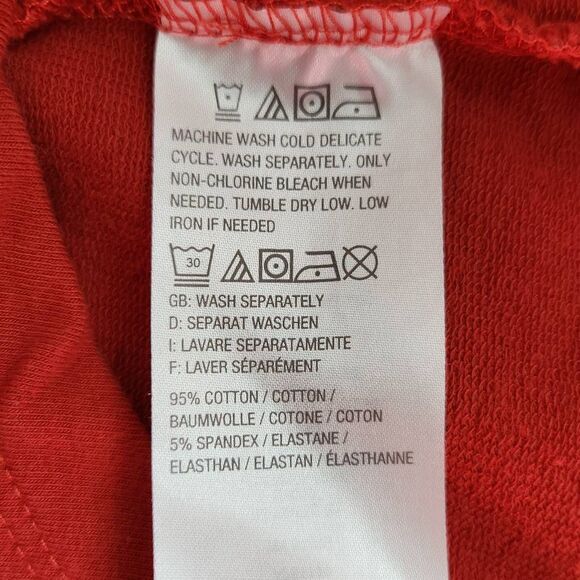 MACHINE WASH COLD DELICATE
CYCLE. WASH SEPARATELY. ONLY
NON-CHLORINE BLEACH WHEN
NEEDED. TUMBLE DRY LOW. LOW
IRON IF NEEDED
30
GB: WASH SEPARATELY
D: SEPARAT WASCHEN
I: LAVARE SEPARATAMENTE
F: LAVER SÉPARÉMENT
95% COTTON / COTTON /
BAUMWOLLE / COTONE / COTON
5% SPANDEX / ELASTANE /
ELASTHAN / ELASTAN / ÉLASTHANNE